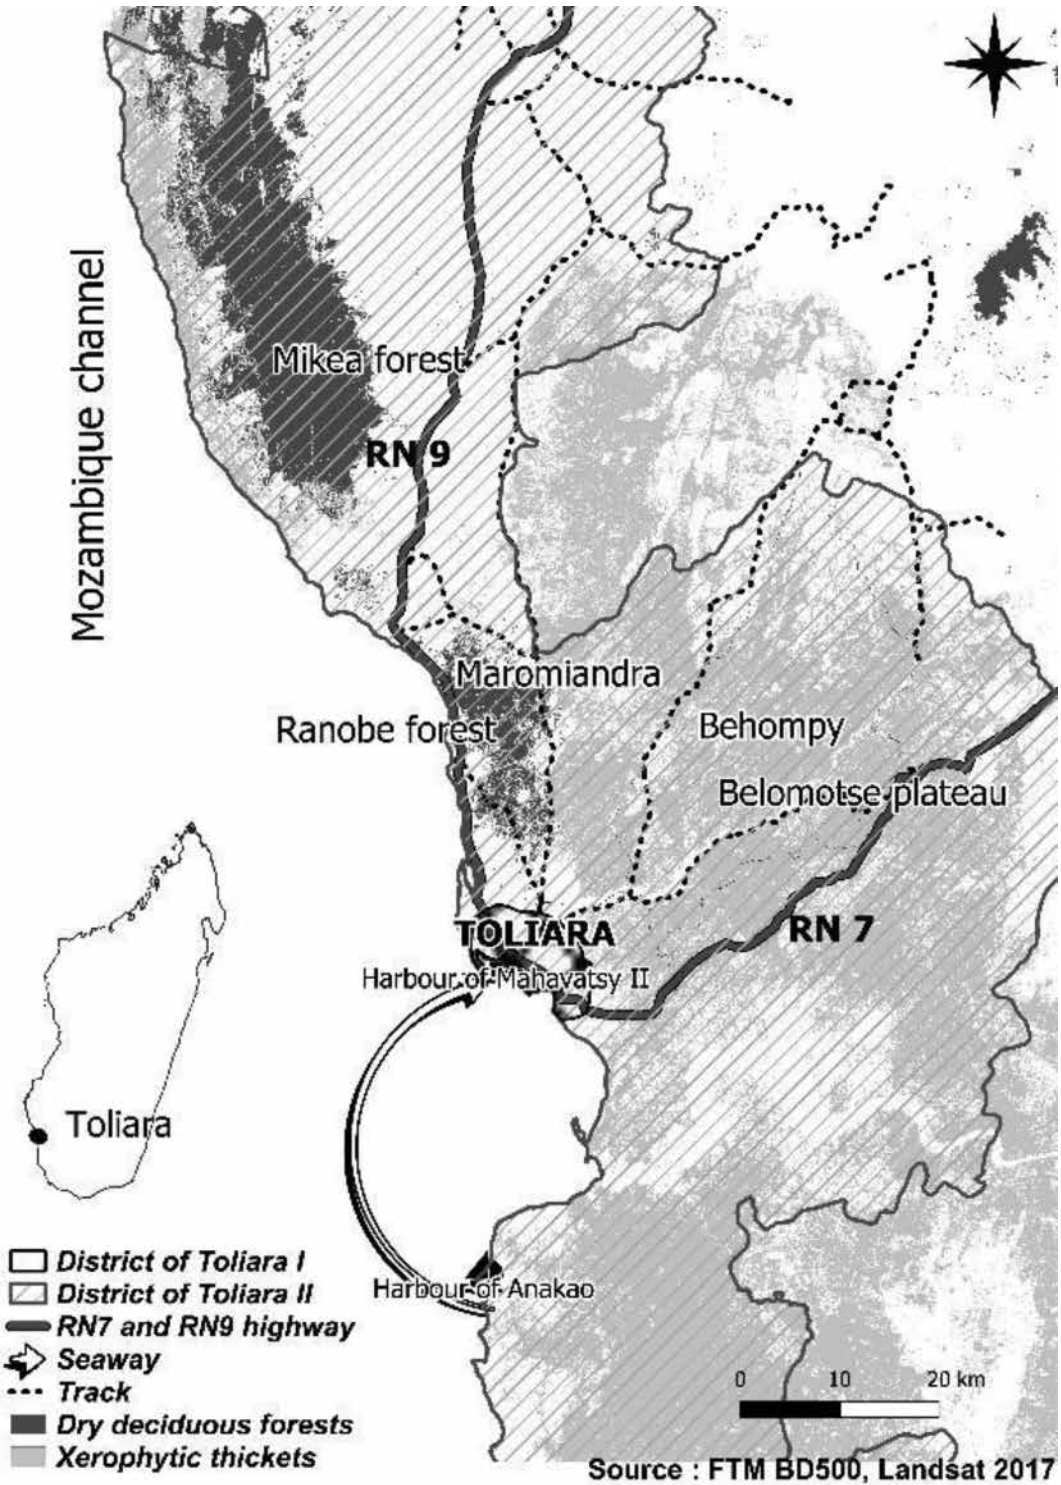 Mozambique channel
Mikea forest
RN 9
Maromiandra
Ranobe forest
Behompy
Belomotse plateau
TOLIARA
RN 7
Harbour of Mahavatsy II
Toliara
Harbour of Anakao
District of Toliara I
District of Toliara II
RN7 and RN9 highway
Seaway
Track
Dry deciduous forests
Xerophytic thickets
0 10 20 km
Source : FTM BD500, Landsat 2017